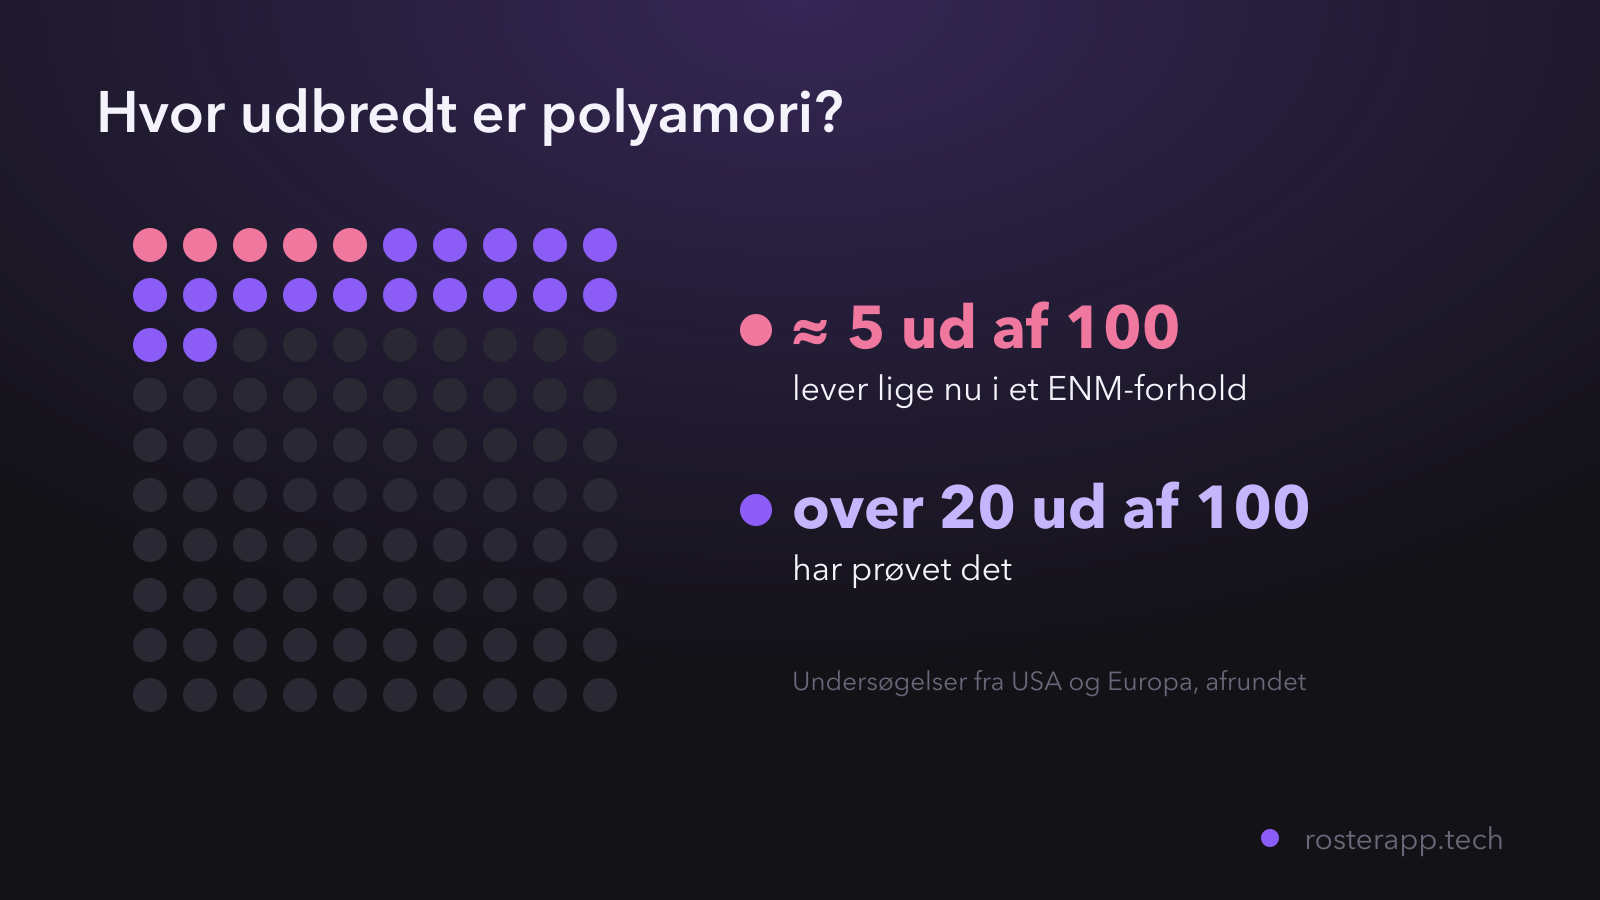 Hvor udbredt er polyamori?
≈ 5 ud af 100
lever lige nu i et ENM-forhold
over 20 ud af 100
har prøvet det
Undersøgelser fra USA og Europa, afrundet
rosterapp.tech